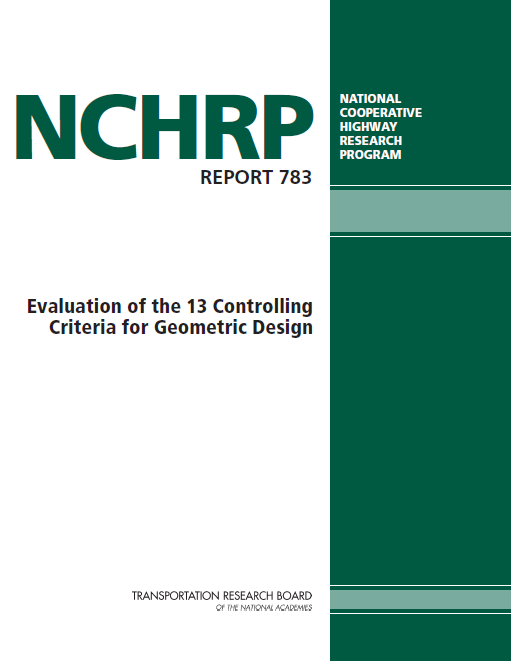 NCHRP
REPORT 783
NATIONAL
COOPERATIVE
HIGHWAY
RESEARCH
PROGRAM
Evaluation of the 13 Controlling
Criteria for Geometric Design
TRANSPORTATION RESEARCH BOARD
OF THE NATIONAL ACADEMIES